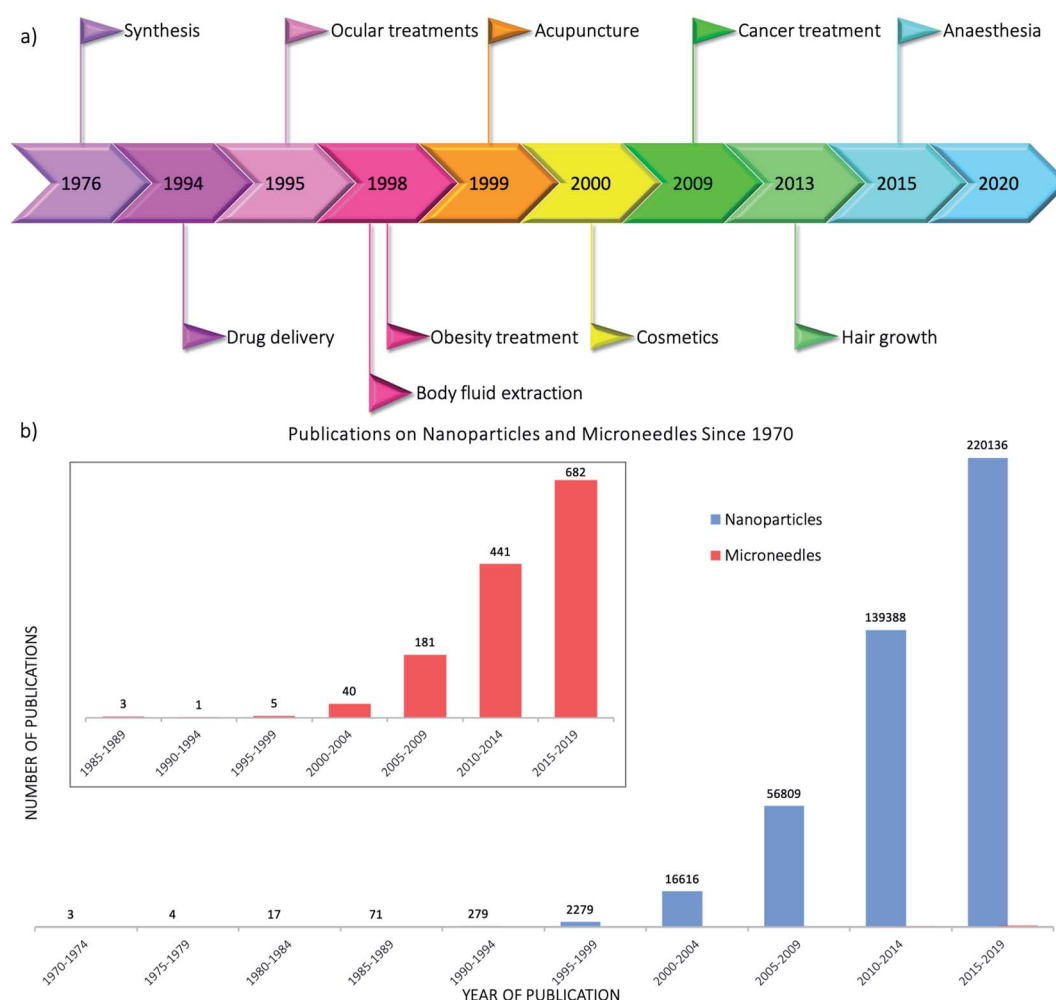 a)
Synthesis
Ocular treatments
Acupuncture
Cancer treatment
Anaesthesia
1976
1994
1995
1998
1999
2000
2009
2013
2015
2020
Drug delivery
Obesity treatment
Cosmetics
Hair growth
Body fluid extraction
b)
Publications on Nanoparticles and Microneedles Since 1970
NUMBER OF PUBLICATIONS
3
1
5
40
181
441
682
1985-1989
1990-1994
1995-1999
2000-2004
2005-2009
2010-2014
2015-2019
Nanoparticles
Microneedles
3
4
17
71
279
2279
16616
56809
139388
220136
1970-1974
1975-1979
1980-1984
1985-1989
1990-1994
1995-1999
2000-2004
2005-2009
2010-2014
2015-2019
YEAR OF PUBLICATION